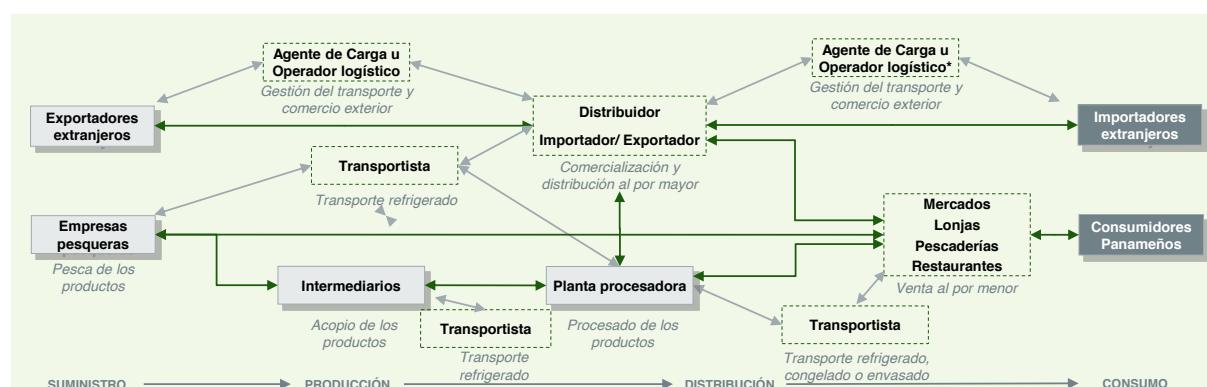 Agente de Carga u
Operador logístico
Gestión del transporte y
comercio exterior
Agente de Carga u
Operador logístico*
Gestión del transporte y
comercio exterior
Exportadores
extranjeros
Distribuidor
Importador/ Exportador
Comercialización y
distribución al por mayor
Importadores
extranjeros
Transportista
Transporte refrigerado
Empresas
pesqueras
Pesca de los
productos
Mercados
Lonjas
Pescaderías
Restaurantes
Venta al por menor
Consumidores
Panameños
Intermediarios
Acopio de los
productos
Planta procesadora
Procesado de los
productos
Transportista
Transporte
refrigerado
Transportista
Transporte refrigerado,
congelado o envasado
SUMINISTRO
PRODUCCIÓN
DISTRIBUCIÓN
CONSUMO